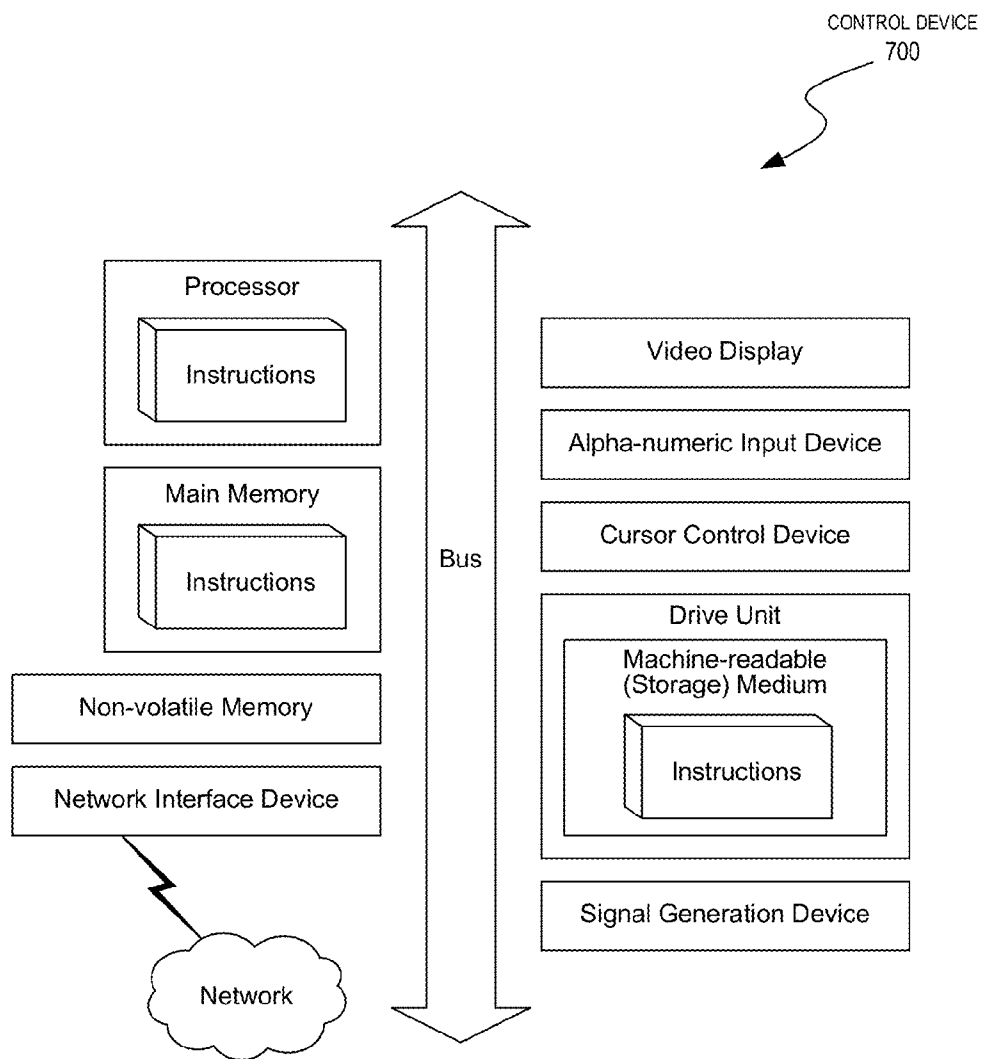 CONTROL DEVICE
700
Processor
Instructions
Main Memory
Instructions
Non-volatile Memory
Network Interface Device
Network
Bus
Video Display
Alpha-numeric Input Device
Cursor Control Device
Drive Unit
Machine-readable
(Storage) Medium
Instructions
Signal Generation Device